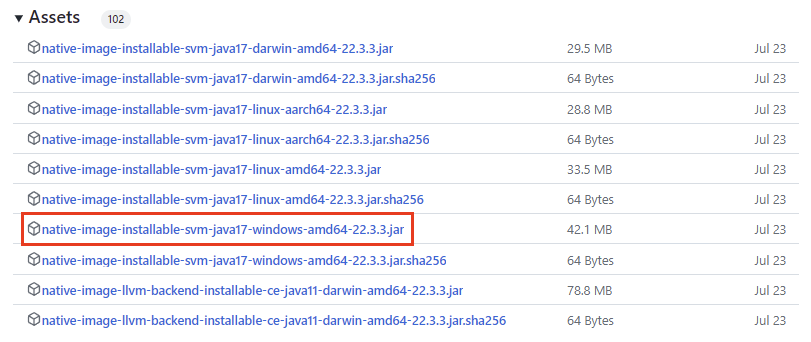 Assets 102
native-image-installable-svm-java17-darwin-amd64-22.3.3.jar 29.5 MB Jul 23
native-image-installable-svm-java17-darwin-amd64-22.3.3.jar.sha256 64 Bytes Jul 23
native-image-installable-svm-java17-linux-aarch64-22.3.3.jar 28.8 MB Jul 23
native-image-installable-svm-java17-linux-aarch64-22.3.3.jar.sha256 64 Bytes Jul 23
native-image-installable-svm-java17-linux-amd64-22.3.3.jar 33.5 MB Jul 23
native-image-installable-svm-java17-linux-amd64-22.3.3.jar.sha256 64 Bytes Jul 23
native-image-installable-svm-java17-windows-amd64-22.3.3.jar 42.1 MB Jul 23
native-image-installable-svm-java17-windows-amd64-22.3.3.jar.sha256 64 Bytes Jul 23
native-image-llvm-backend-installable-ce-java11-darwin-amd64-22.3.3.jar 78.8 MB Jul 23
native-image-llvm-backend-installable-ce-java11-darwin-amd64-22.3.3.jar.sha256 64 Bytes Jul 23